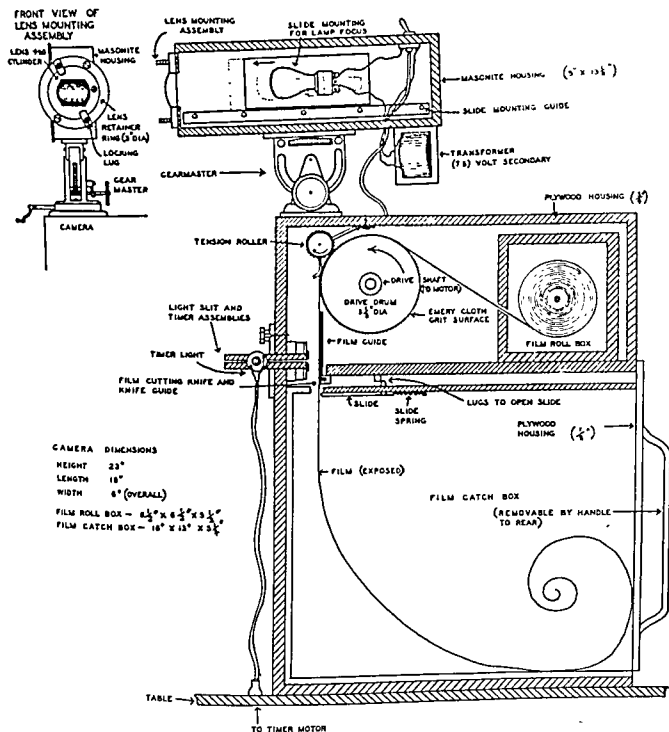 FRONT VIEW OF
LENS MOUNTING
ASSEMBLY
LENS +20
CYLINDER
MASONITE
HOUSING
LENS
RETAINER
RING (3" DIA)
LOCKING
LUG
GEAR
MASTER
CAMERA
LENS MOUNTING
ASSEMBLY
SLIDE MOUNTING
FOR LAMP FOCUS
MASONITE HOUSING (5" X 13½")
SLIDE MOUNTING GUIDE
TRANSFORMER
(7.5) VOLT SECONDARY
GEARMASTER
PLYWOOD HOUSING
TENSION ROLLER
DRIVE SHAFT
(TO MOTOR)
DRIVE DRUM
DIA
EMERY CLOTH
GRIT SURFACE
FILM ROLL BOX
LIGHT SLIT AND
TIMER ASSEMBLIES
TIMER LIGHT
FILM GUIDE
FILM CUTTING KNIFE AND
KNIFE GUIDE
SLIDE
SLIDE
SPRING
LUGS TO OPEN SLIDE
PLYWOOD
HOUSING
CAMERA DIMENSIONS
HEIGHT 23"
LENGTH 18"
WIDTH 6" (OVERALL)
FILM ROLL BOX –
FILM CATCH BOX –
FILM (EXPOSED)
FILM CATCH BOX
(REMOVABLE BY HANDLE
TO REAR)
TABLE
TO TIMER MOTOR